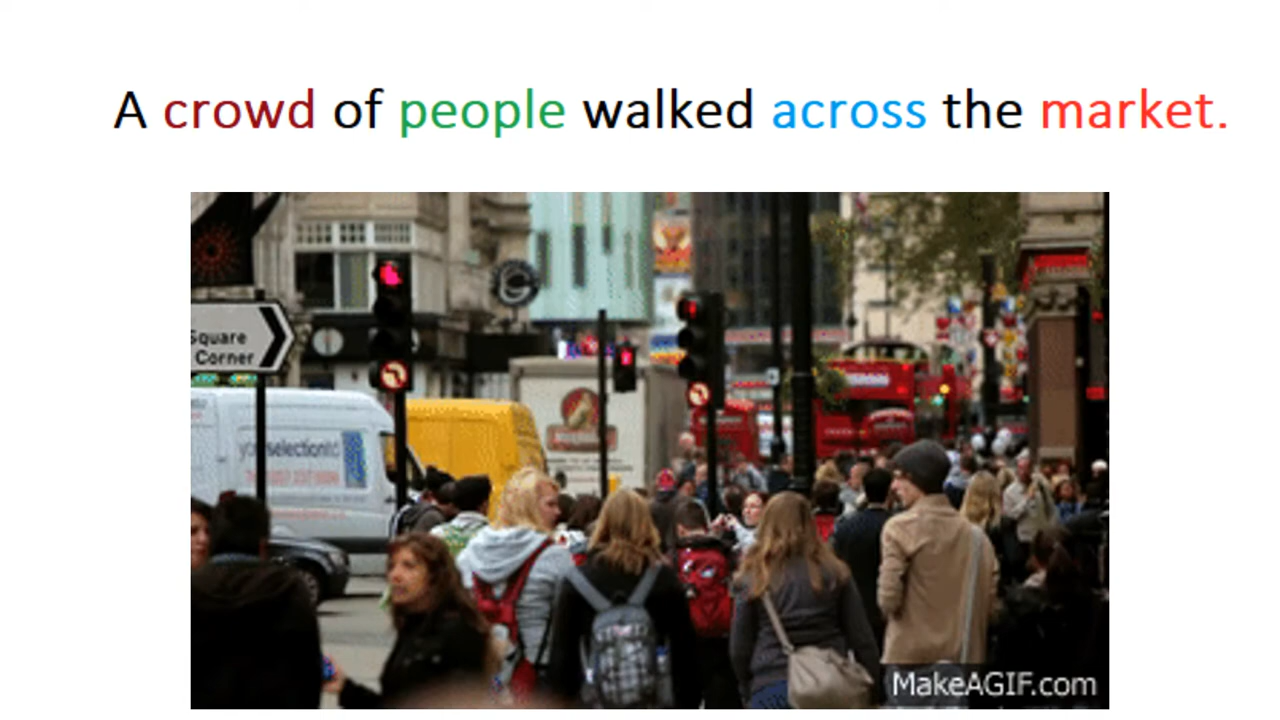 A crowd of people walked across the market.
Square
Corner
MakeAGIF.com